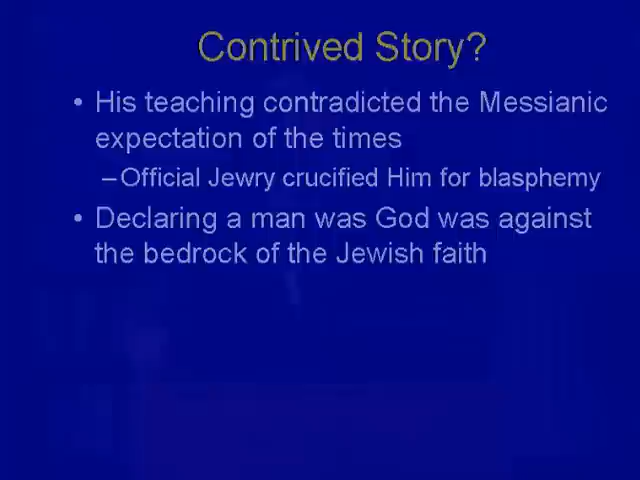 Contrived Story?
• His teaching contradicted the Messianic
expectation of the times
–Official Jewry crucified Him for blasphemy
• Declaring a man was God was against
the bedrock of the Jewish faith